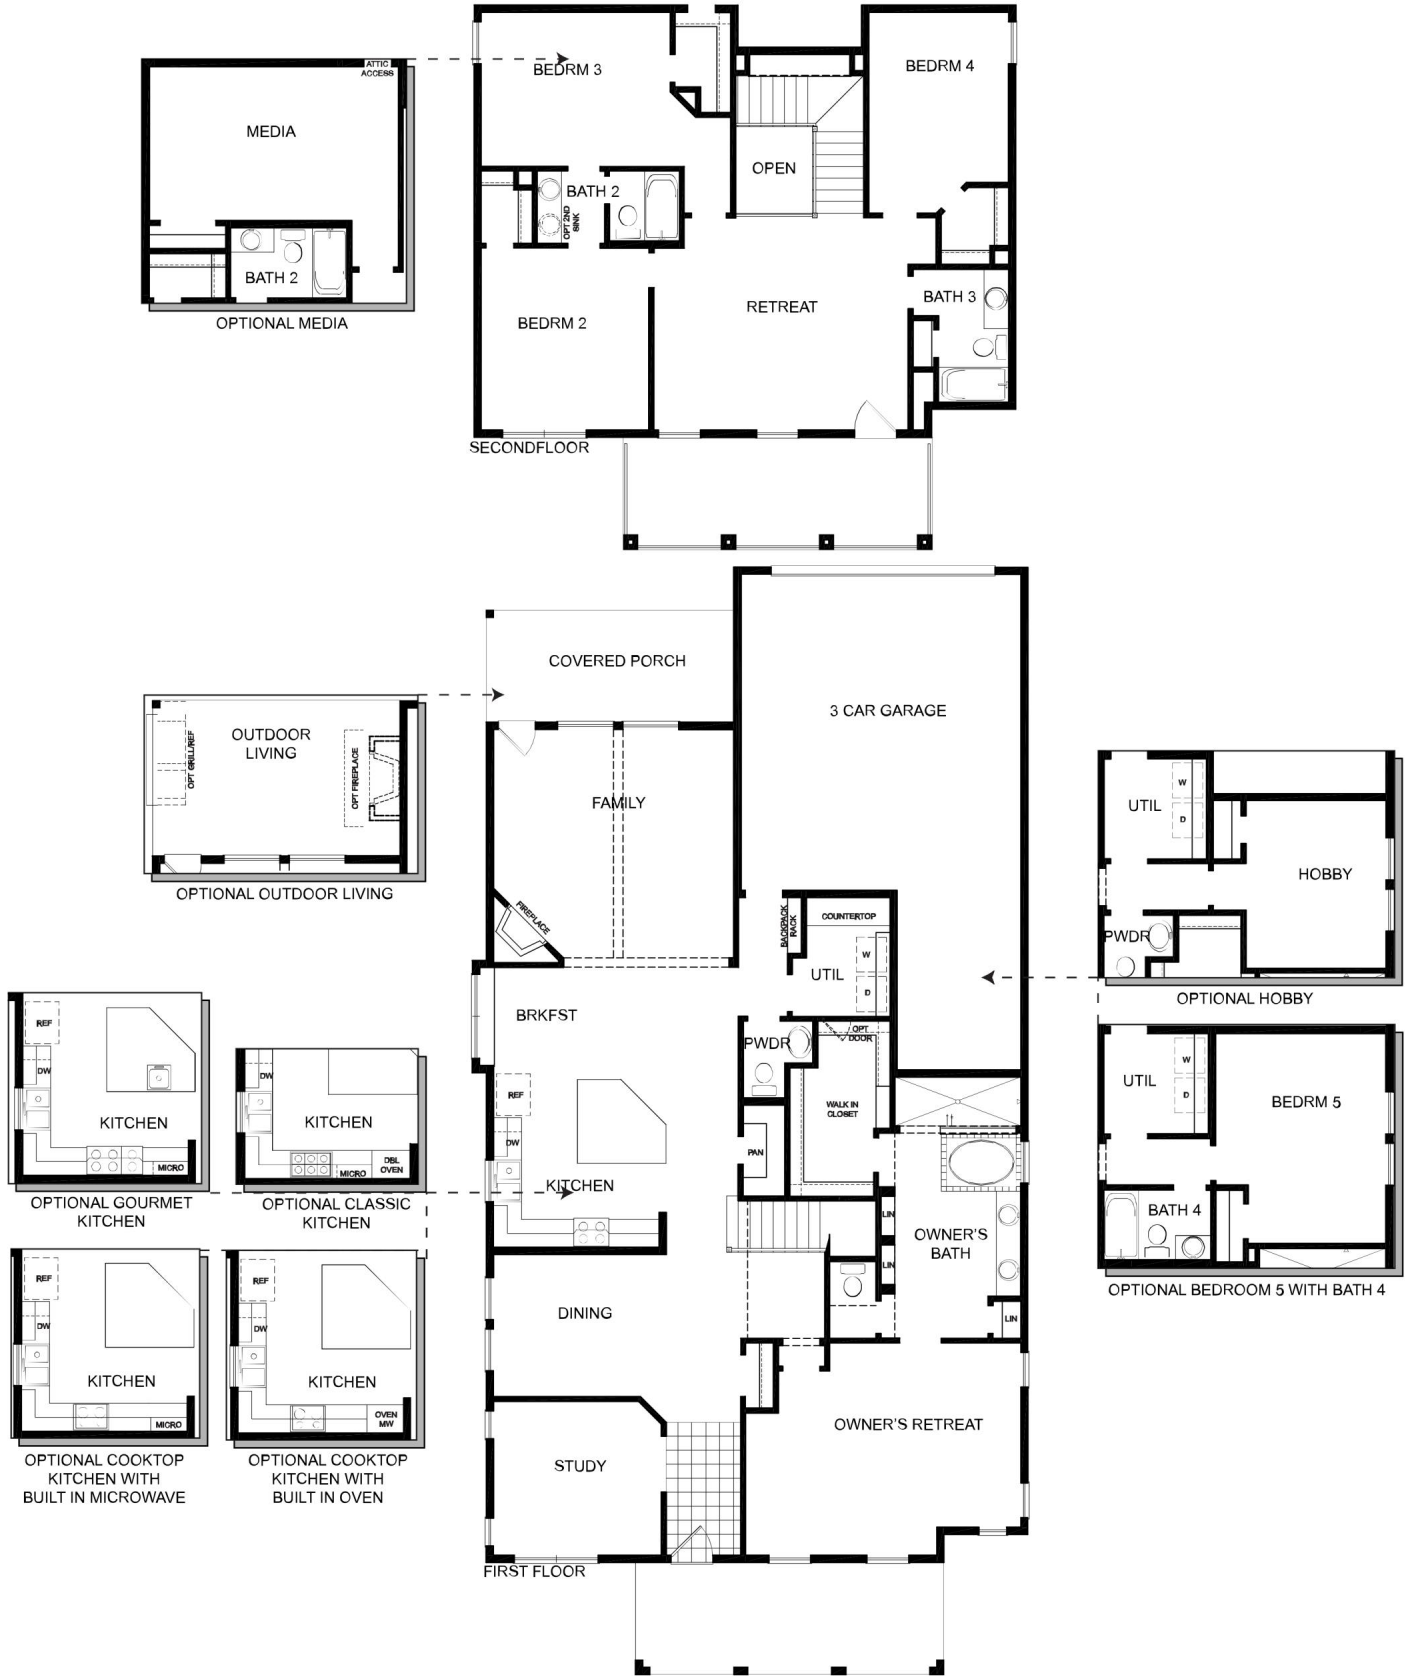 ATTIC
ACCESS
MEDIA
BATH 2
OPTIONAL MEDIA
BEDRM 3
BEDRM 4
OPEN
BATH 2
OPT 2ND
SINK
BEDRM 2
RETREAT
BATH 3
SECONDFLOOR
COVERED PORCH
3 CAR GARAGE
OUTDOOR
LIVING
OPT GRILL/REF
OPT FIREPLACE
OPTIONAL OUTDOOR LIVING
FAMILY
FIREPLACE
BACKPACK
RACK
COUNTERTOP
UTIL
W
D
BRKFST
PWDR
OPT
DOOR
REF
DW
WALK IN
CLOSET
PAN
KITCHEN
LIN
LIN
OWNER'S
BATH
LIN
DINING
OWNER'S RETREAT
STUDY
FIRST FLOOR
UTIL
W
D
HOBBY
PWDR
OPTIONAL HOBBY
UTIL
W
D
BEDRM 5
BATH 4
OPTIONAL BEDROOM 5 WITH BATH 4
REF
DW
KITCHEN
MICRO
OPTIONAL GOURMET
KITCHEN
DW
KITCHEN
MICRO
DBL
OVEN
OPTIONAL CLASSIC
KITCHEN
REF
DW
KITCHEN
MICRO
OPTIONAL COOKTOP
KITCHEN WITH
BUILT IN MICROWAVE
REF
DW
KITCHEN
OVEN
MW
OPTIONAL COOKTOP
KITCHEN WITH
BUILT IN OVEN